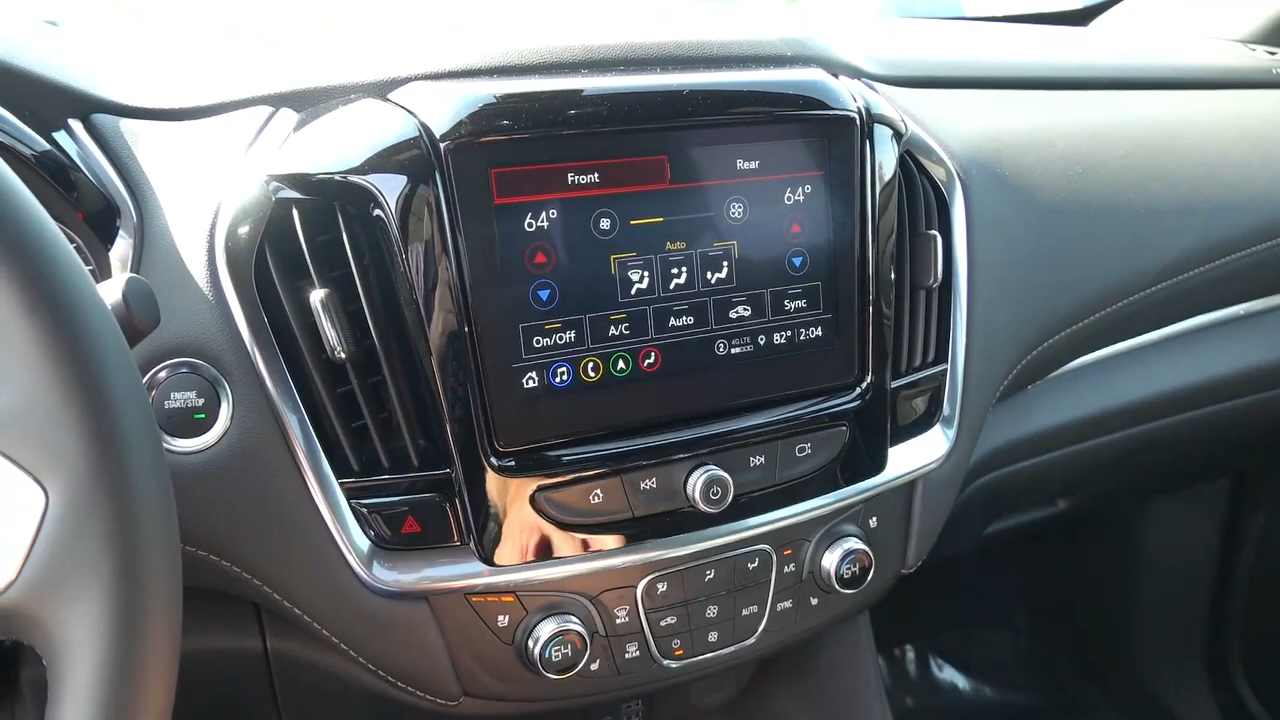 Front Rear
64° 64°
Auto
On/Off A/C Auto Sync
2 4G LTE 82° 2:04
ENGINE
START/STOP
MAX
A/C
64
AUTO
SYNC
REAR
64